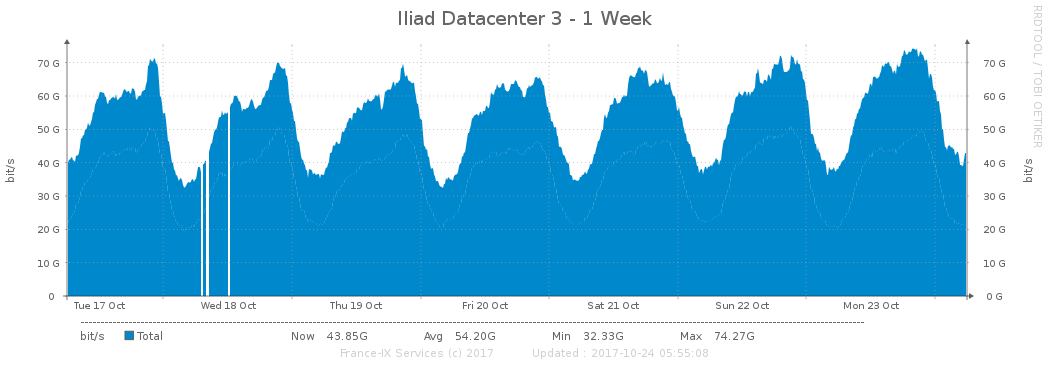 Iliad Datacenter 3 - 1 Week
RRDTOOL / TOBI OETIKER
bit/s
70 G 70 G
60 G 60 G
50 G 50 G
40 G 40 G
30 G 30 G
20 G 20 G
10 G 10 G
0 0 G
bit/s
Tue 17 Oct Wed 18 Oct Thu 19 Oct Fri 20 Oct Sat 21 Oct Sun 22 Oct Mon 23 Oct
bit/s Total Now 43.85G Avg 54.20G Min 32.33G Max 74.27G
France-IX Services (c) 2017 Updated : 2017-10-24 05:55:08